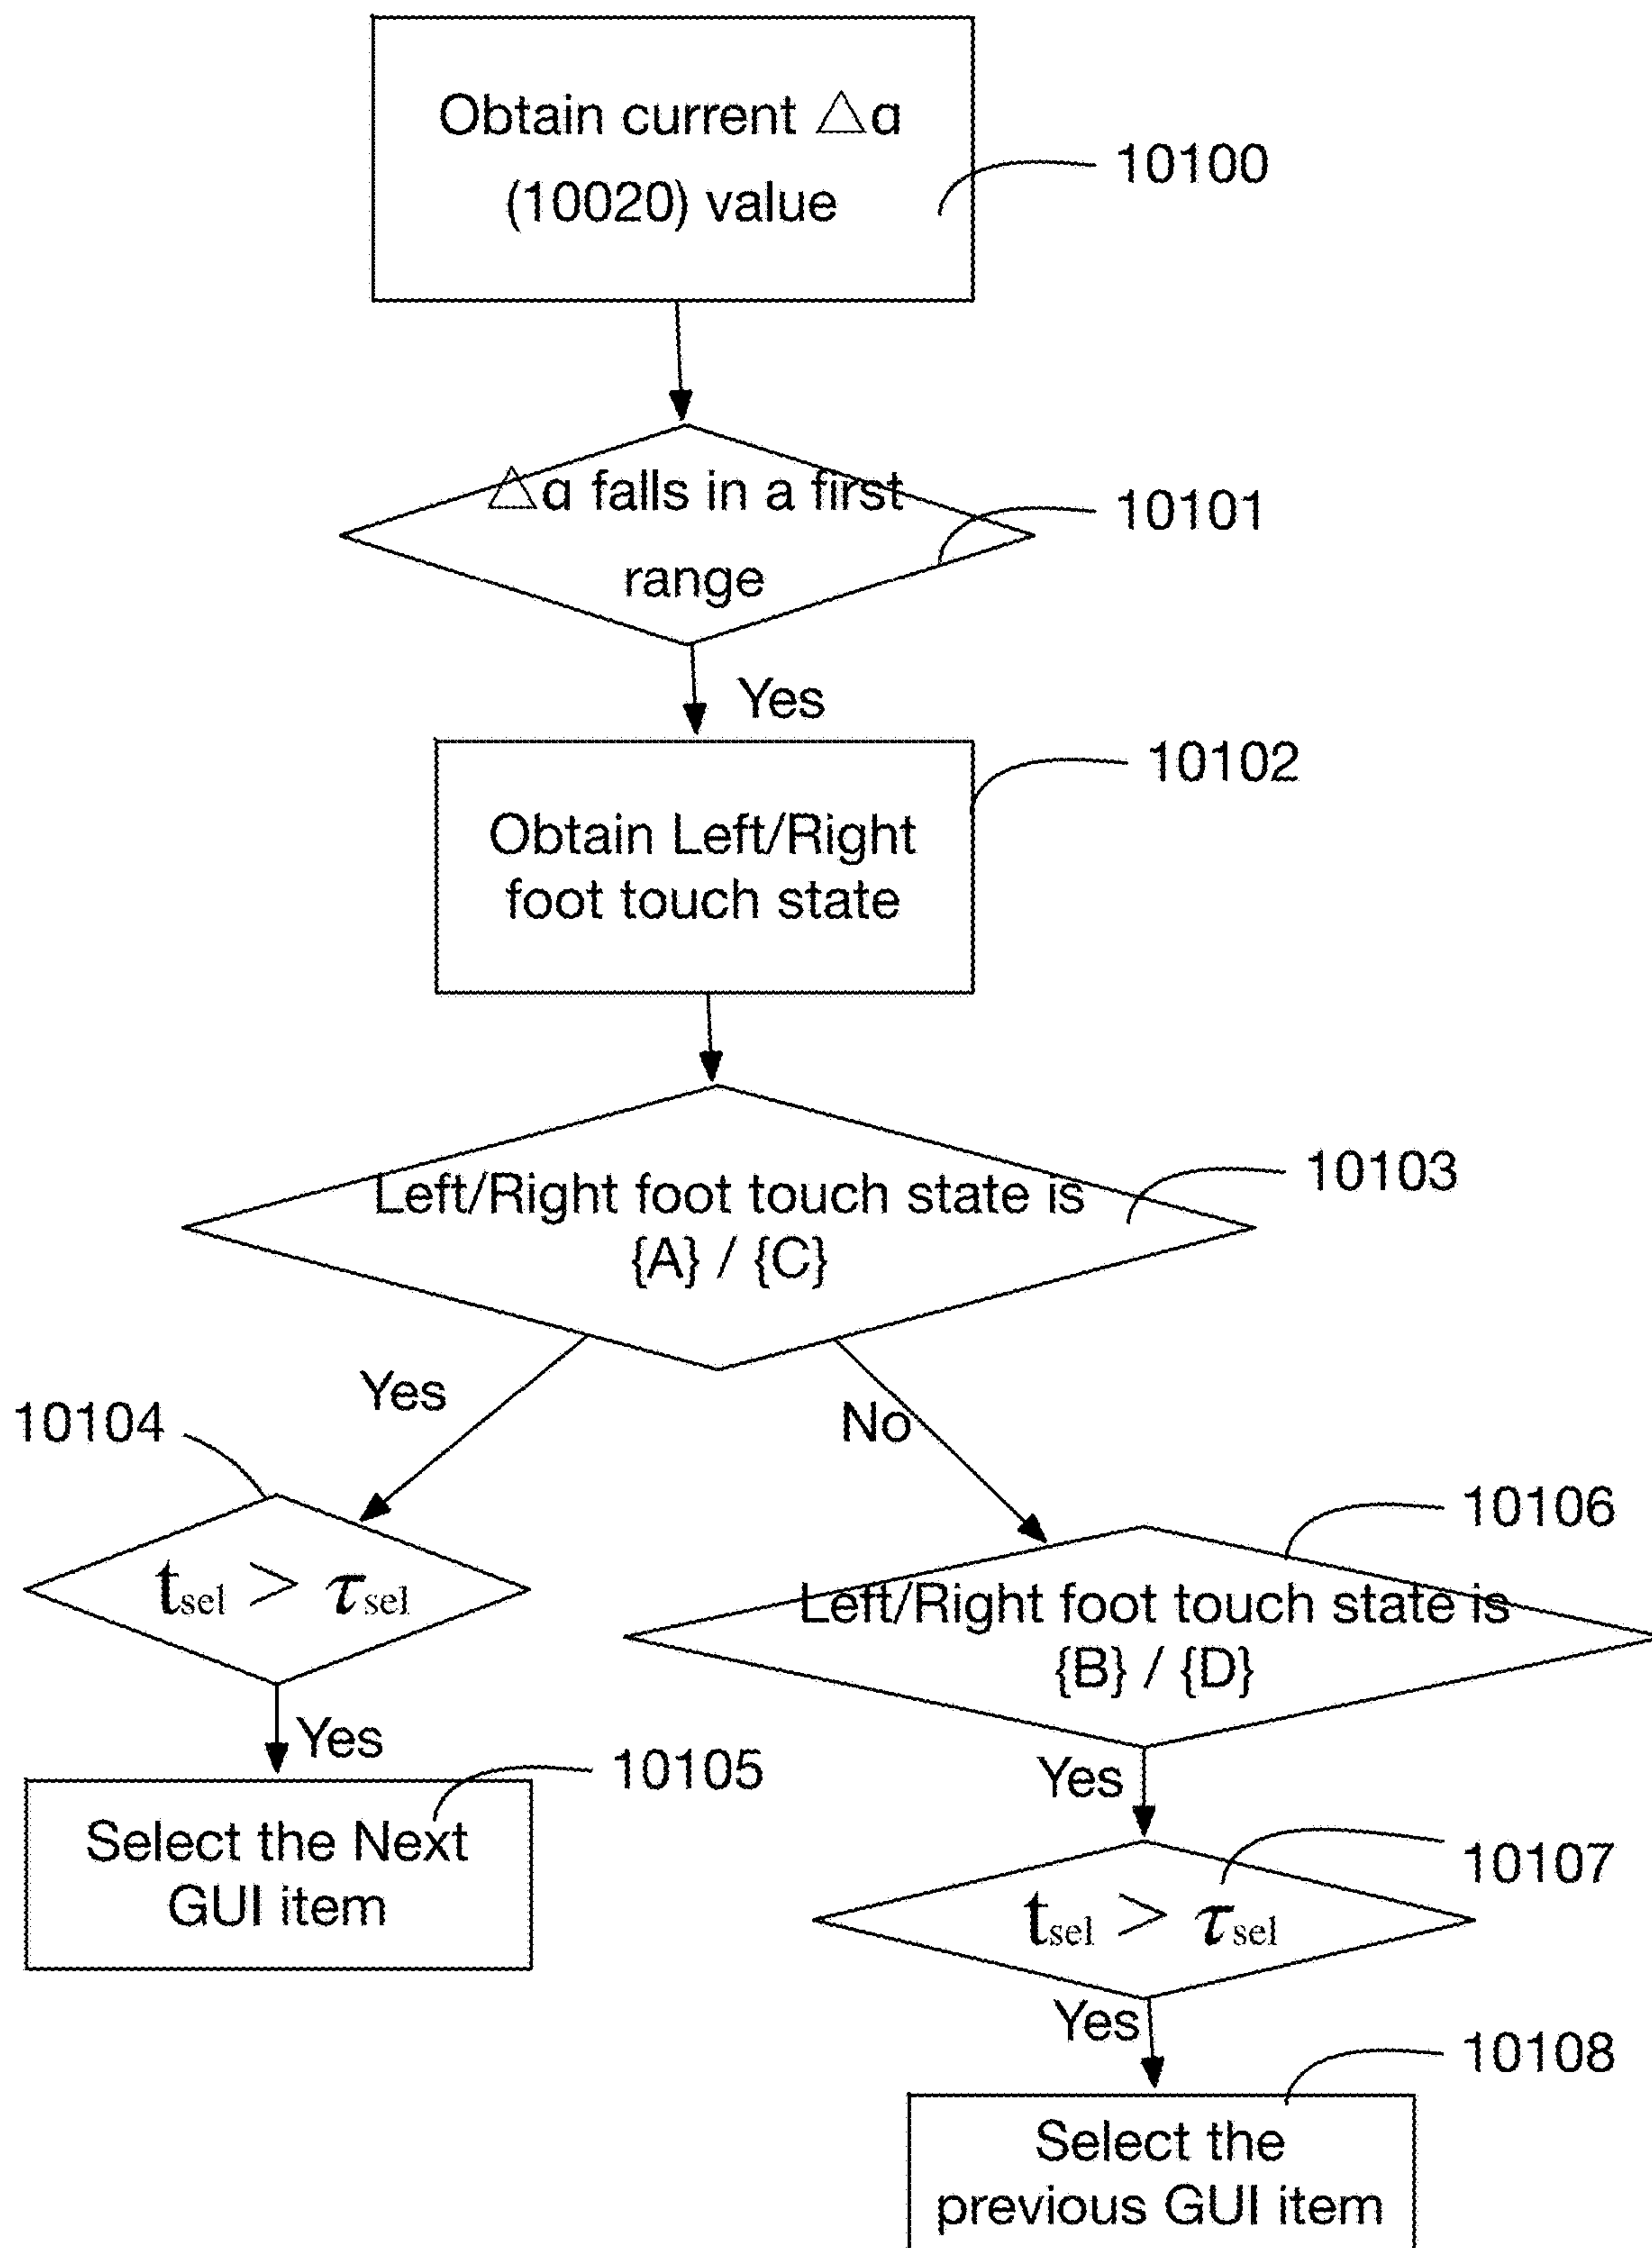 Obtain current △ɑ
(10020) value
10100
△ɑ falls in a first
range
10101
Yes
10102
Obtain Left/Right
foot touch state
10103
Left/Right foot touch state is
{A} / {C}
Yes
No
10104
10106
tsel > τsel
Left/Right foot touch state is
{B} / {D}
Yes
10105
Yes
Select the Next
GUI item
10107
tsel > τsel
Yes
10108
Select the
previous GUI item